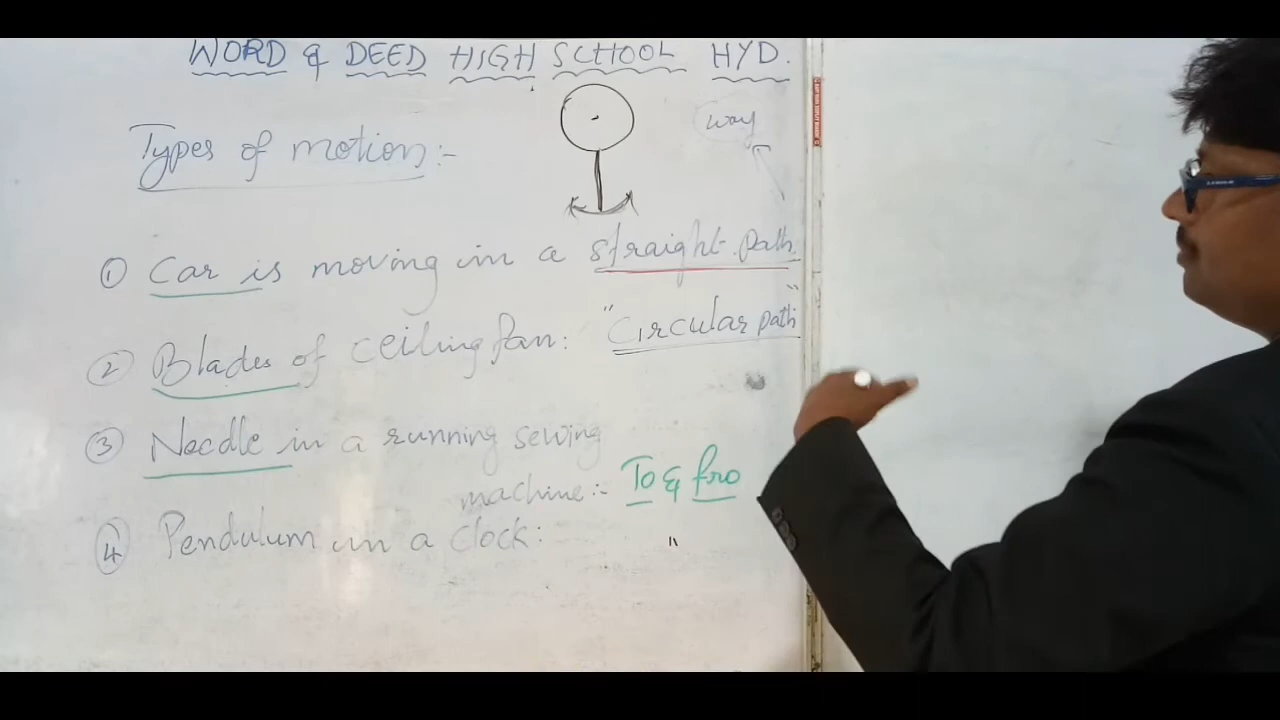 WORD & DEED HIGH SCHOOL HYD.
way
Types of motion:-
① Car is moving in a straight path.
② Blades of ceiling fan: "Circular path"
③ Needle in a running sewing
machine:- To & fro
④ Pendulum in a clock: "